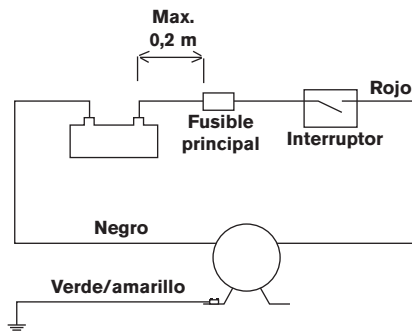 Max.
0,2 m
Rojo
Fusible
principal
Interruptor
Negro
Verde/amarillo